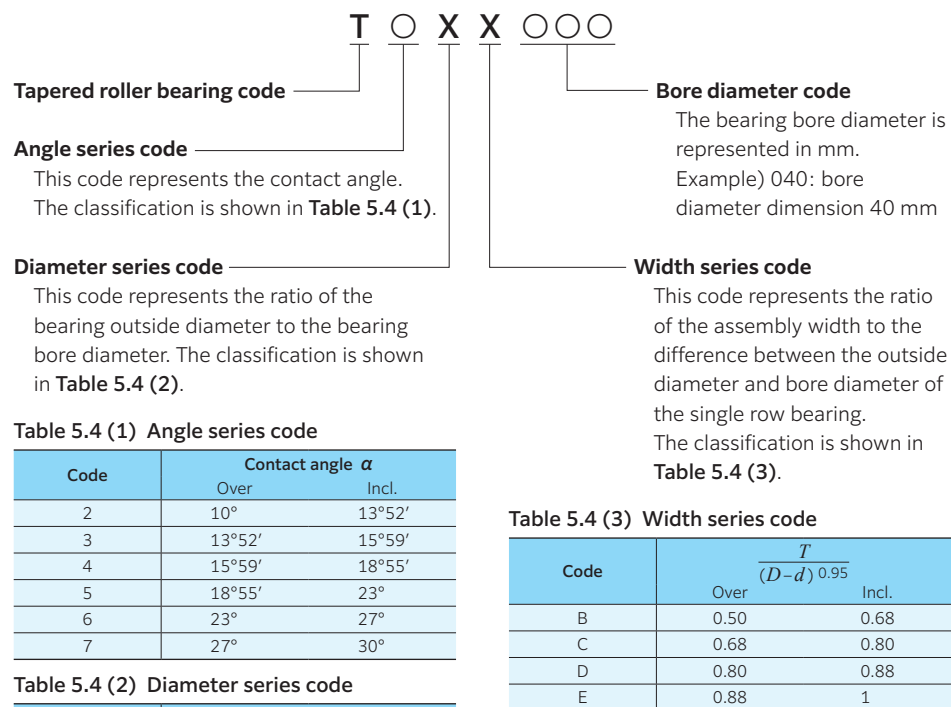 T ○ X X ○○○
Tapered roller bearing code
Angle series code
This code represents the contact angle.
The classification is shown in Table 5.4 (1).
Diameter series code
This code represents the ratio of the
bearing outside diameter to the bearing
bore diameter. The classification is shown
in Table 5.4 (2).
Bore diameter code
The bearing bore diameter is
represented in mm.
Example) 040: bore
diameter dimension 40 mm
Width series code
This code represents the ratio
of the assembly width to the
difference between the outside
diameter and bore diameter of
the single row bearing.
The classification is shown in
Table 5.4 (3).
Table 5.4 (1) Angle series code
Code Contact angle α
Over Incl.
2 10° 13°52′
3 13°52′ 15°59′
4 15°59′ 18°55′
5 18°55′ 23°
6 23° 27°
7 27° 30°
Table 5.4 (2) Diameter series code
Table 5.4 (3) Width series code
Code T
(D–d) 0.95
Over Incl.
B 0.50 0.68
C 0.68 0.80
D 0.80 0.88
E 0.88 1